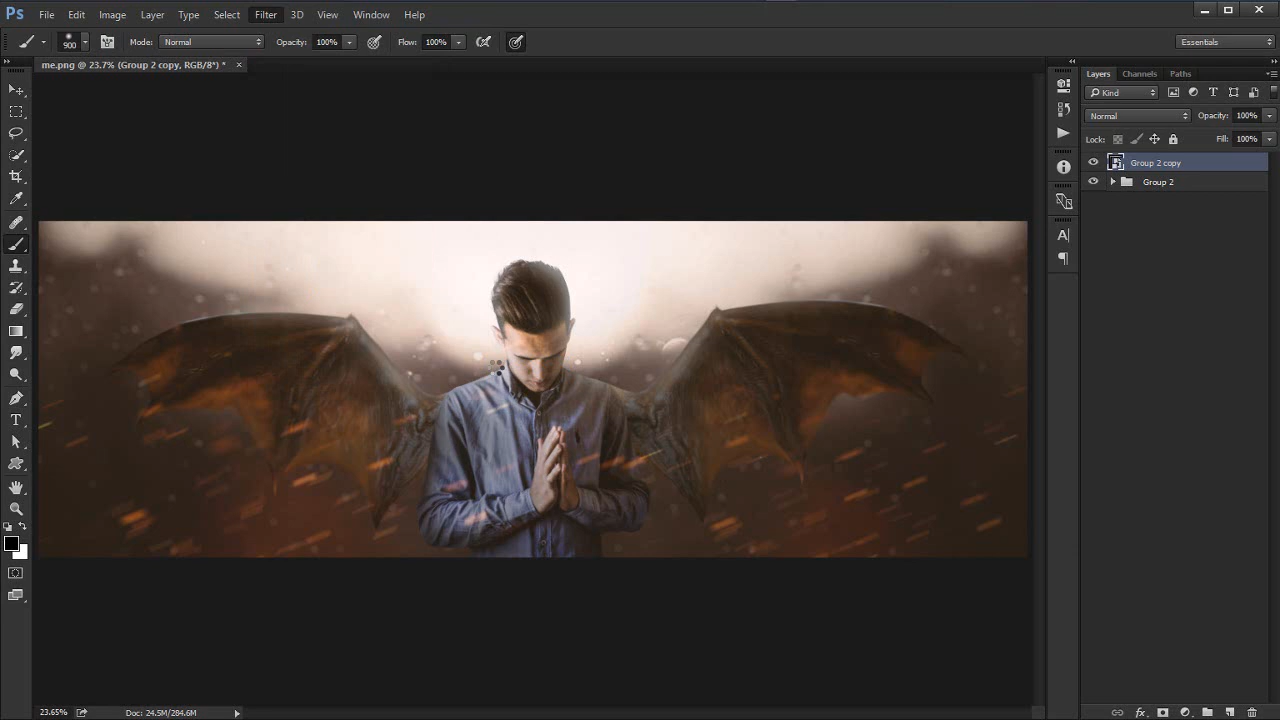 Ps File Edit Image Layer Type Select Filter 3D View Window Help
900 Mode: Normal Opacity: 100% Flow: 100% Essentials
me.png @ 23,7% (Group 2 copy, RGB/8*) * ×
Layers Channels Paths
Kind
Normal Opacity: 100%
Lock: Fill: 100%
Group 2 copy
Group 2
23.65% Doc: 24.5M/284.6M